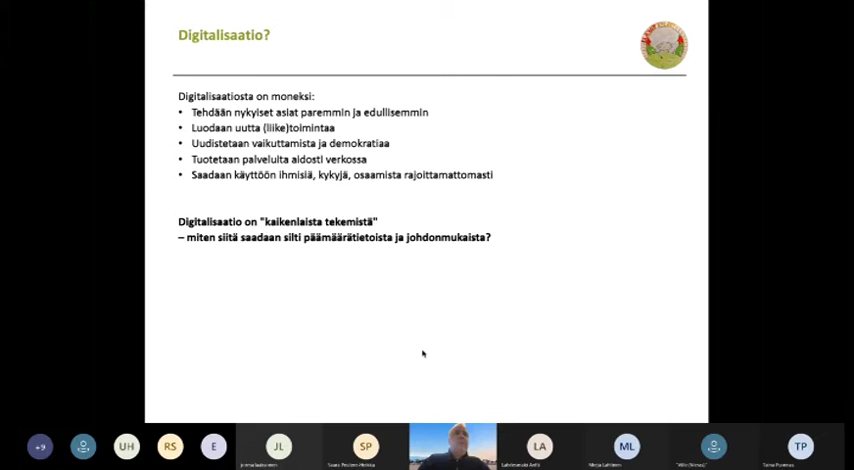 Digitalisaatio?
Digitalisaatiosta on moneksi:
• Tehdään nykyiset asiat paremmin ja edullisemmin
• Luodaan uutta (liike)toimintaa
• Uudistetaan vaikuttamista ja demokratiaa
• Tuotetaan palveluita aidosti verkossa
• Saadaan käyttöön ihmisiä, kykyjä, osaamista rajoittamattomasti
Digitalisaatio on "kaikenlaista tekemistä"
– miten siitä saadaan silti päämäärätietoista ja johdonmukaista?
+9 UH RS E JL SP LA ML TP
Merja Lahtinen